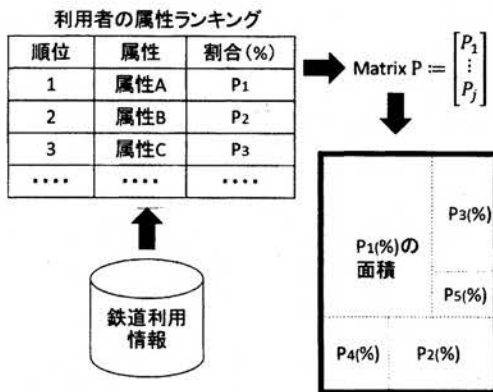 利用者の属性ランキング
順位 属性 割合(%)
1 属性A P1
2 属性B P2
3 属性C P3
‥‥ ‥‥ ‥‥
Matrix P := [P1 ⋮ Pj]
鉄道利用
情報
P1(%)の
面積
P3(%)
P5(%)
P4(%) P2(%)